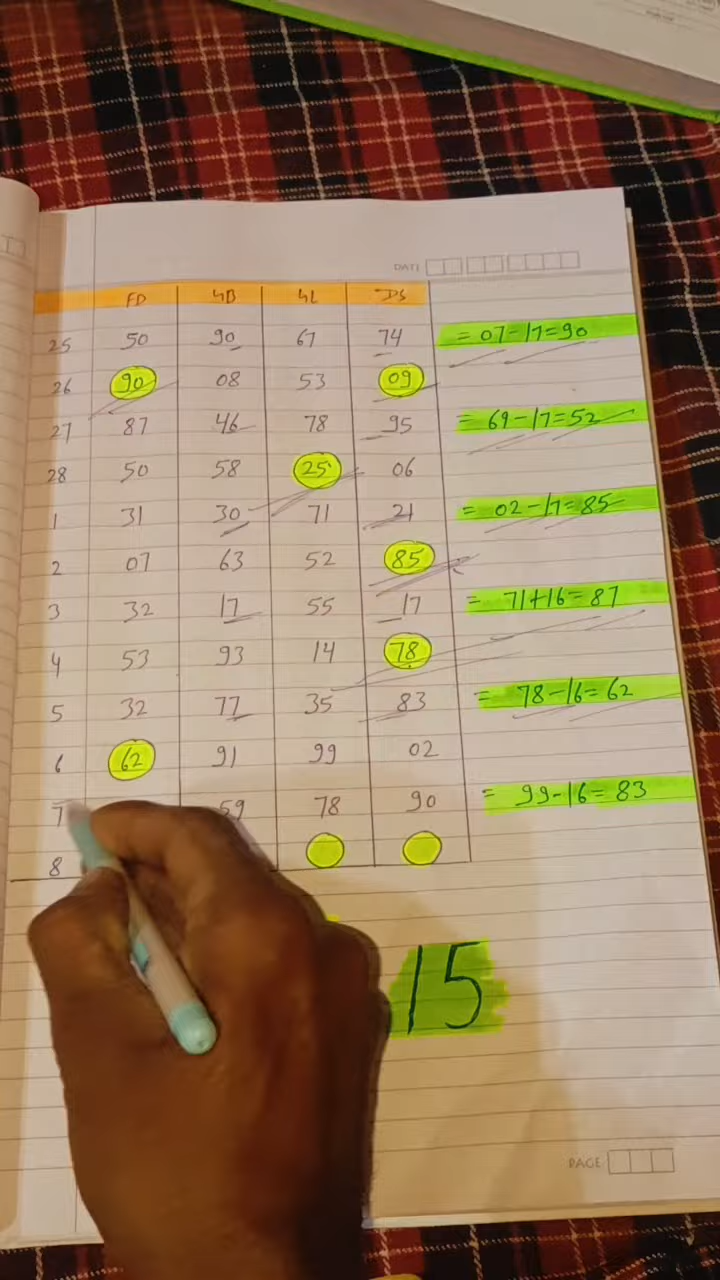 DATE
FD GB GL DS
25 50 90 67 74 = 07-17=90
26 90 08 53 09
27 87 46 78 95 = 69-17=52
28 50 58 25 06
1 31 30 71 21 = 02-17=85
2 07 63 52 85
3 32 17 55 17 = 71+16=87
4 53 93 14 78
5 32 77 35 83 = 78-16=62
6 62 91 99 02
7 59 78 90 = 99-16=83
8
15
PAGE